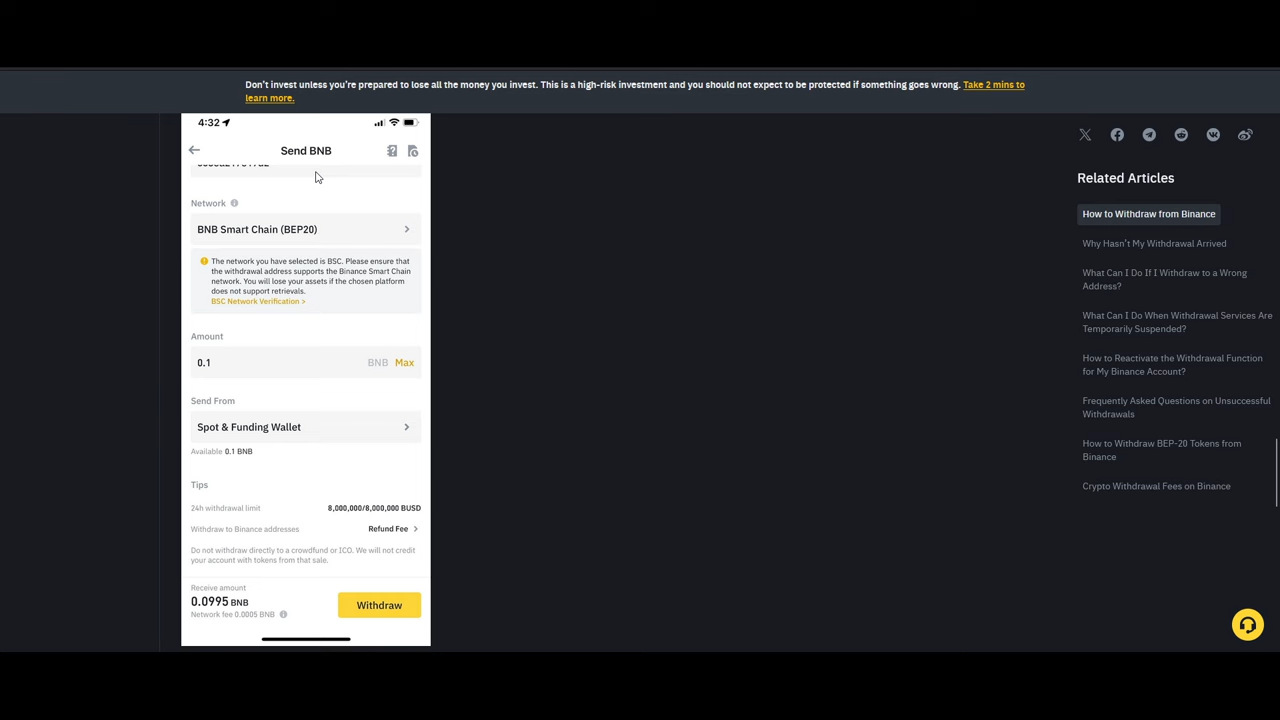 Don't invest unless you're prepared to lose all the money you invest. This is a high-risk investment and you should not expect to be protected if something goes wrong. Take 2 mins to
learn more.
4:32
Send BNB
Network
BNB Smart Chain (BEP20)
The network you have selected is BSC. Please ensure that
the withdrawal address supports the Binance Smart Chain
network. You will lose your assets if the chosen platform
does not support retrievals.
BSC Network Verification >
Amount
0.1 BNB Max
Send From
Spot & Funding Wallet
Available 0.1 BNB
Tips
24h withdrawal limit 8,000,000/8,000,000 BUSD
Withdraw to Binance addresses Refund Fee >
Do not withdraw directly to a crowdfund or ICO. We will not credit
your account with tokens from that sale.
Receive amount
0.0995 BNB
Network fee 0.0005 BNB
Withdraw
Related Articles
How to Withdraw from Binance
Why Hasn't My Withdrawal Arrived
What Can I Do If I Withdraw to a Wrong
Address?
What Can I Do When Withdrawal Services Are
Temporarily Suspended?
How to Reactivate the Withdrawal Function
for My Binance Account?
Frequently Asked Questions on Unsuccessful
Withdrawals
How to Withdraw BEP-20 Tokens from
Binance
Crypto Withdrawal Fees on Binance